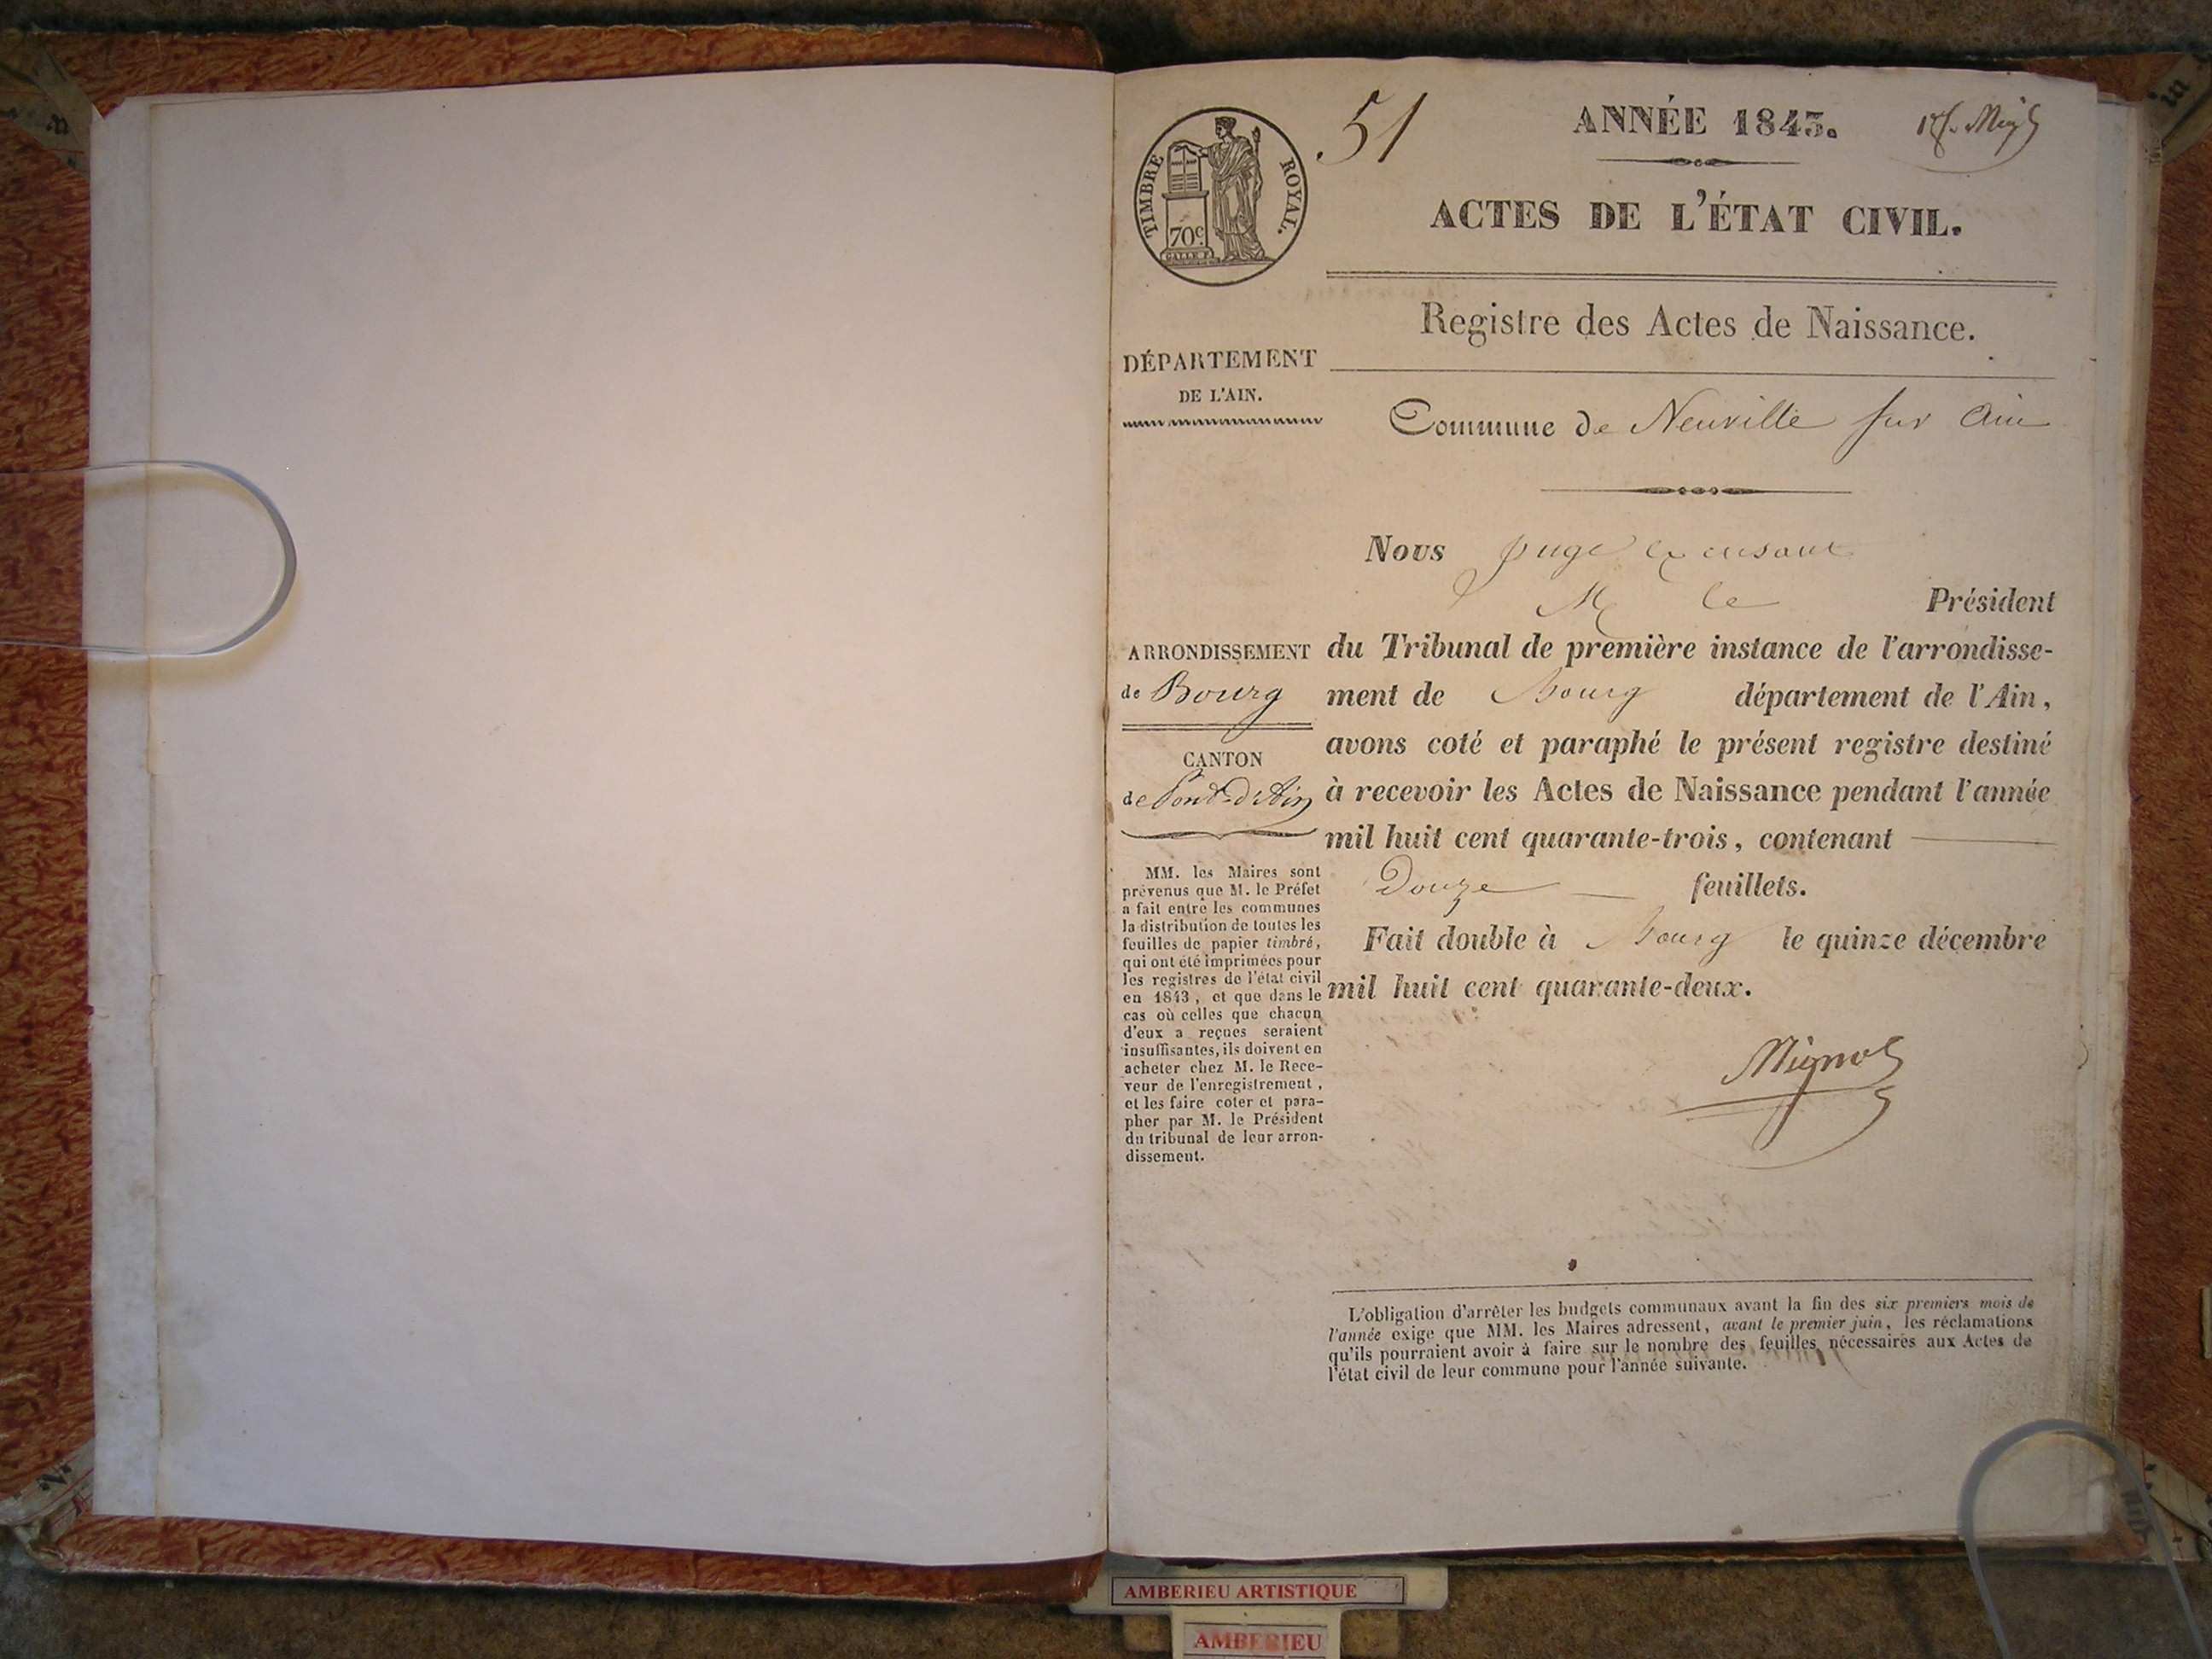 TIMBRE ROYAL.
70c.
51
ANNÉE 1843.
ACTES DE L'ÉTAT CIVIL.
Registre des Actes de Naissance.
DÉPARTEMENT
DE L'AIN.
Commune de Neuville sur Ain
Nous Juge
M le Président
ARRONDISSEMENT
de Bourg
CANTON
de Pont-d'Ain
du Tribunal de première instance de l'arrondisse-
ment de Bourg département de l'Ain,
avons coté et paraphé le présent registre destiné
à recevoir les Actes de Naissance pendant l'année
mil huit cent quarante-trois, contenant
Douze feuillets.
Fait double à Bourg le quinze décembre
mil huit cent quarante-deux.
Mignot
MM. les Maires sont
prévenus que M. le Préfet
a fait entre les communes
la distribution de toutes les
feuilles de papier timbré,
qui ont été imprimées pour
les registres de l'état civil
en 1843, et que dans le
cas où celles que chacun
d'eux a reçues seraient
insuffisantes, ils doivent en
acheter chez M. le Rece-
veur de l'enregistrement,
et les faire coter et para-
pher par M. le Président
du tribunal de leur arron-
dissement.
L'obligation d'arrêter les budgets communaux avant la fin des six premiers mois de
l'année exige que MM. les Maires adressent, avant le premier juin, les réclamations
qu'ils pourraient avoir à faire sur le nombre des feuilles nécessaires aux Actes de
l'état civil de leur commune pour l'année suivante.
AMBERIEU ARTISTIQUE
AMBERIEU